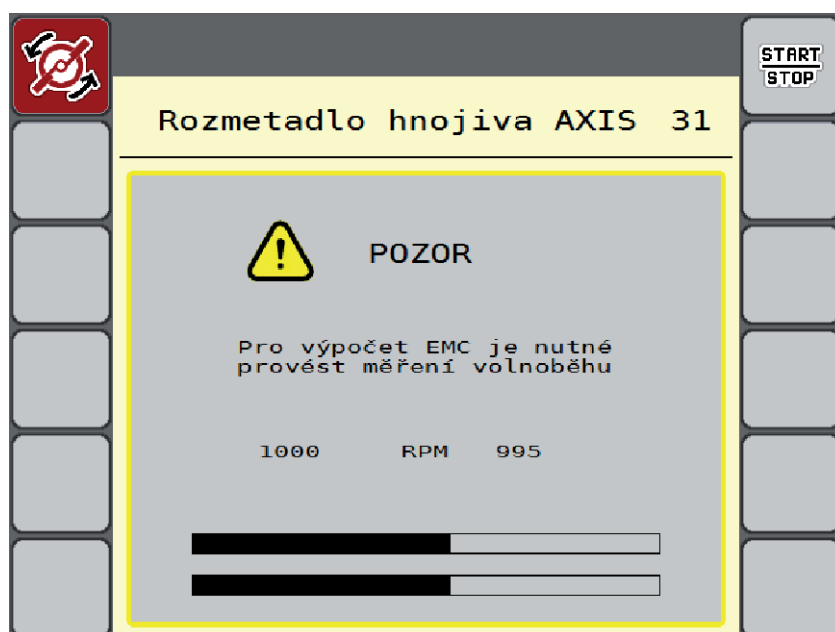 START
STOP
Rozmetadlo hnojiva AXIS 31
POZOR
Pro výpočet EMC je nutné
provést měření volnoběhu
1000 RPM 995